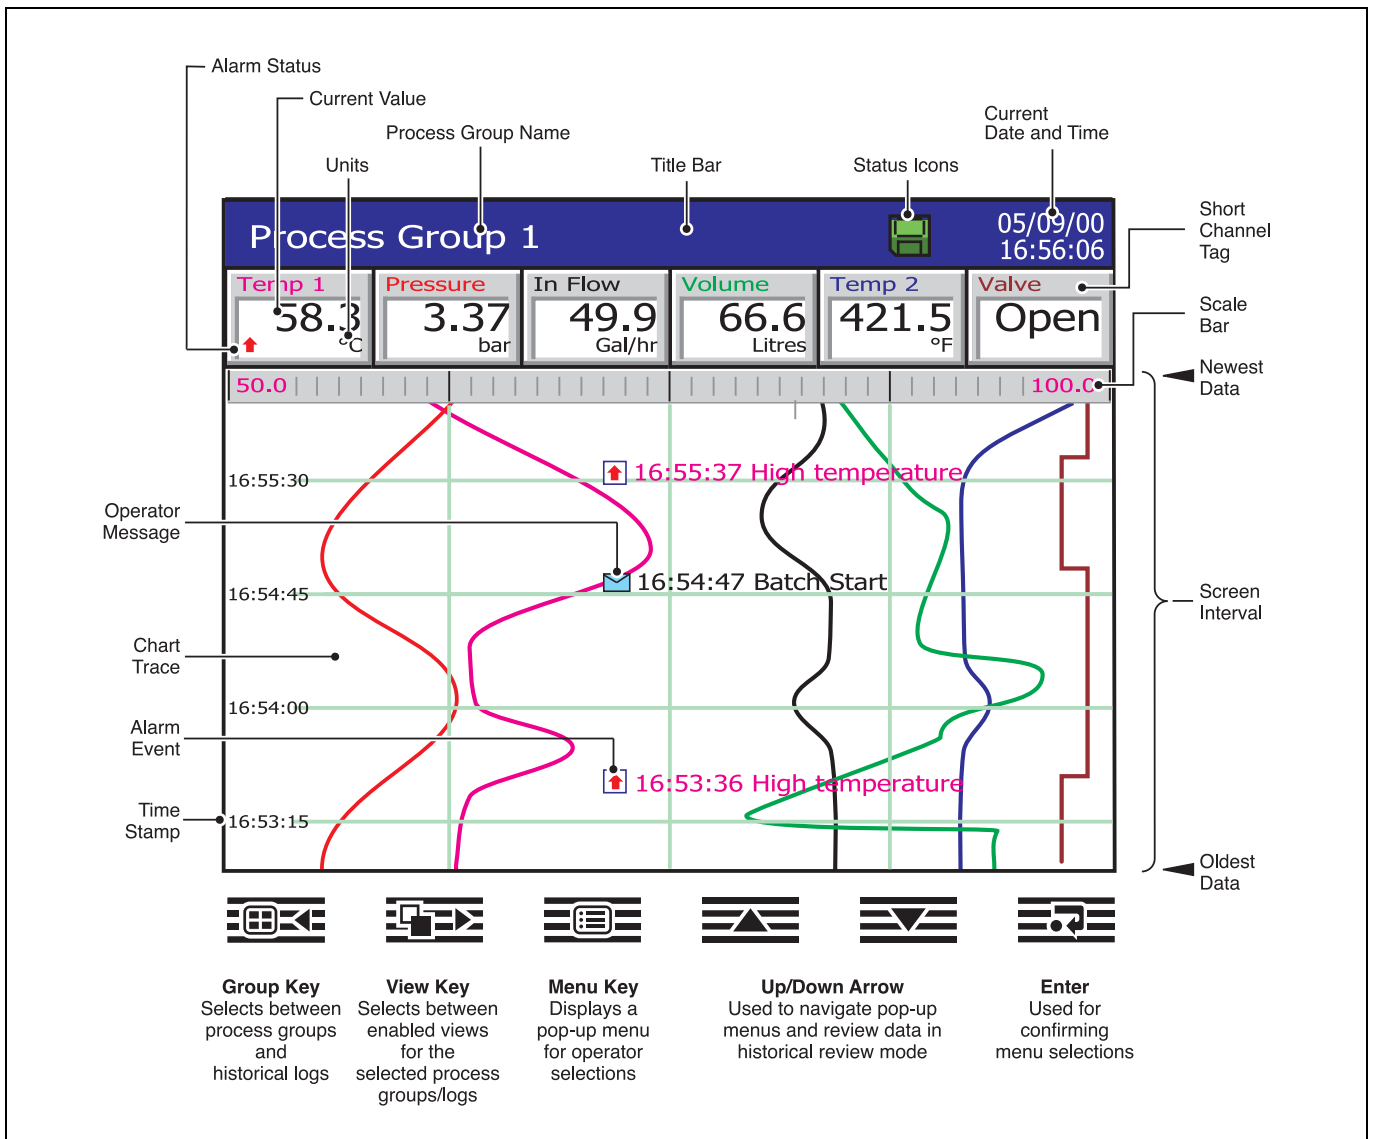 Alarm Status
Current Value
Process Group Name
Units
Title Bar
Status Icons
Current
Date and Time
Process Group 1
05/09/00
16:56:06
Short
Channel
Tag
Temp 1
58.3
°C
Pressure
3.37
bar
In Flow
49.9
Gal/hr
Volume
66.6
Litres
Temp 2
421.5
°F
Valve
Open
Scale
Bar
50.0
100.0
Newest
Data
16:55:30
16:55:37 High temperature
Operator
Message
16:54:47 Batch Start
16:54:45
Screen
Interval
Chart
Trace
16:54:00
Alarm
Event
16:53:36 High temperature
Time
Stamp
16:53:15
Oldest
Data
Group Key
Selects between
process groups
and
historical logs
View Key
Selects between
enabled views
for the
selected process
groups/logs
Menu Key
Displays a
pop-up menu
for operator
selections
Up/Down Arrow
Used to navigate pop-up
menus and review data in
historical review mode
Enter
Used for
confirming
menu selections